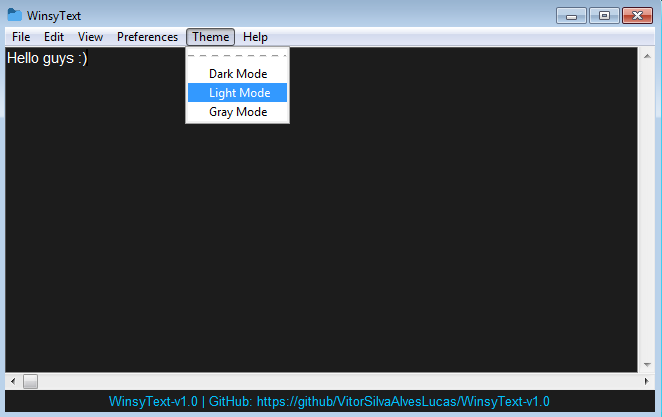 WinsyText
File Edit View Preferences Theme Help
Hello guys :)
Dark Mode
Light Mode
Gray Mode
WinsyText-v1.0 | GitHub: https://github/VitorSilvaAlvesLucas/WinsyText-v1.0